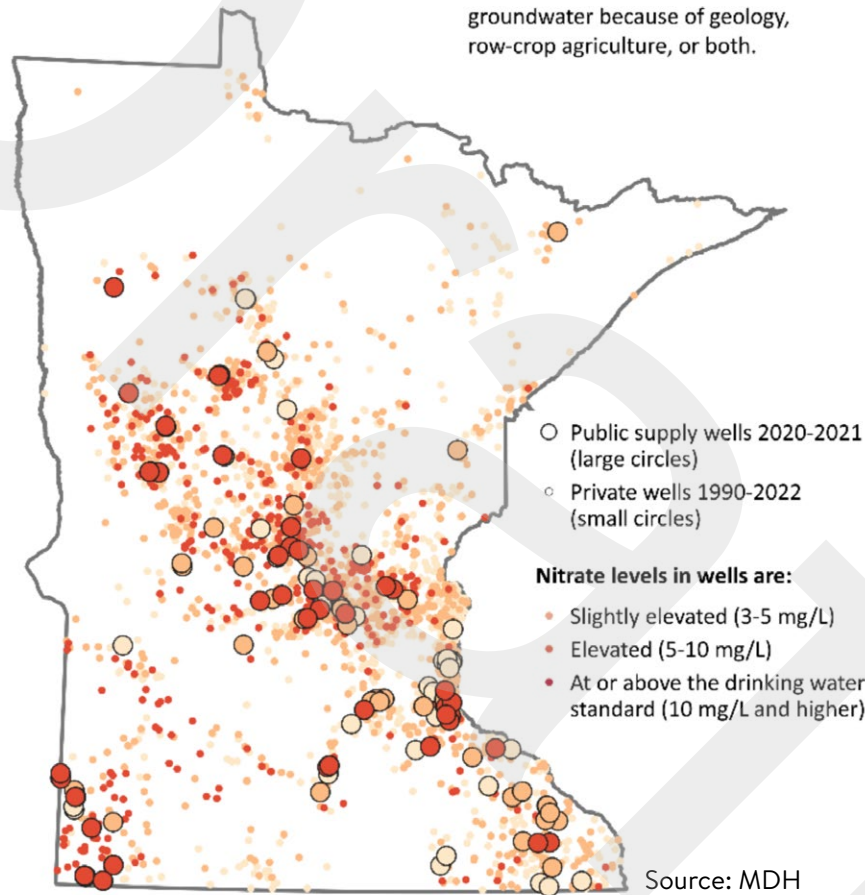 groundwater because of geology,
row-crop agriculture, or both.
Public supply wells 2020-2021
(large circles)
Private wells 1990-2022
(small circles)
Nitrate levels in wells are:
Slightly elevated (3-5 mg/L)
Elevated (5-10 mg/L)
At or above the drinking water
standard (10 mg/L and higher)
Source: MDH